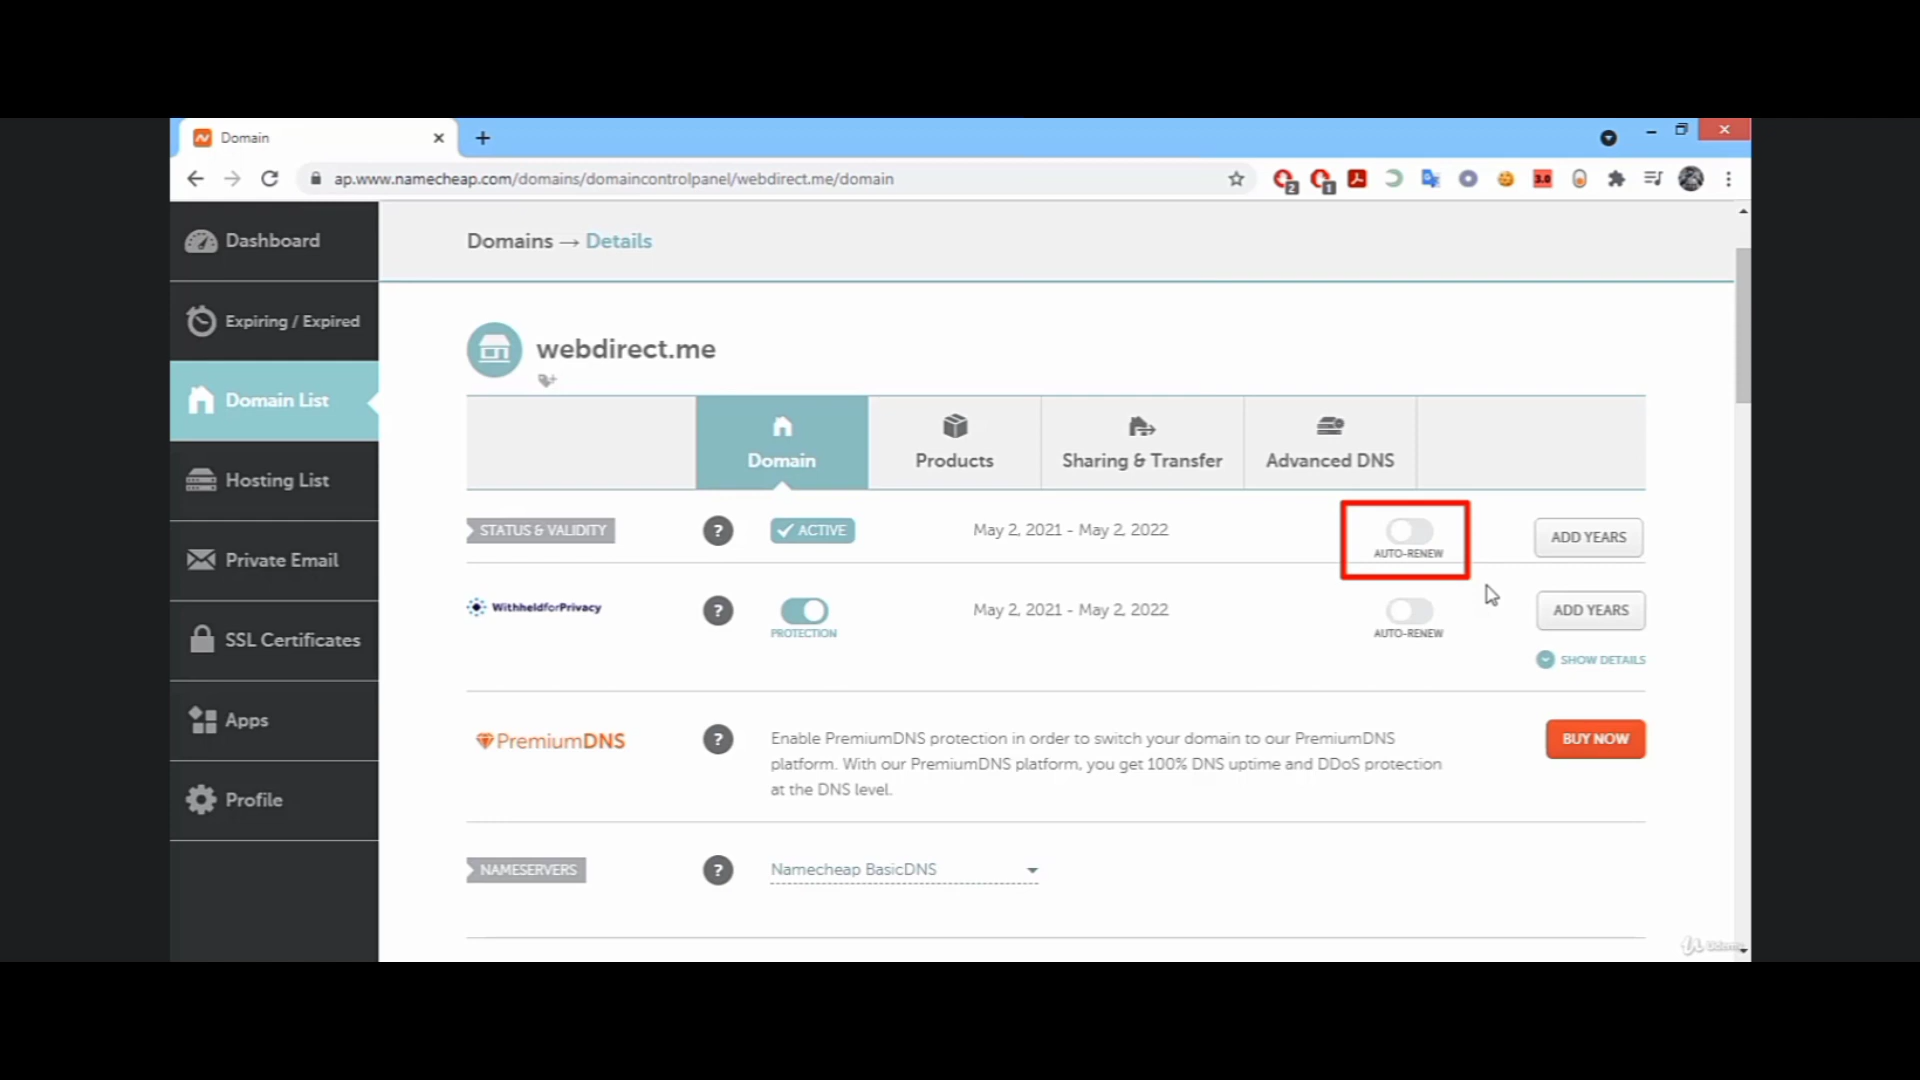 Domain
ap.www.namecheap.com/domains/domaincontrolpanel/webdirect.me/domain
2
1
3.0
Dashboard
Expiring / Expired
Domain List
Hosting List
Private Email
SSL Certificates
Apps
Profile
Domains → Details
webdirect.me
Domain
Products
Sharing & Transfer
Advanced DNS
STATUS & VALIDITY ? ACTIVE May 2, 2021 - May 2, 2022 AUTO-RENEW ADD YEARS
WithheldforPrivacy ? PROTECTION May 2, 2021 - May 2, 2022 AUTO-RENEW ADD YEARS
SHOW DETAILS
PremiumDNS ? Enable PremiumDNS protection in order to switch your domain to our PremiumDNS
platform. With our PremiumDNS platform, you get 100% DNS uptime and DDoS protection
at the DNS level.
BUY NOW
NAMESERVERS ? Namecheap BasicDNS
Udemy